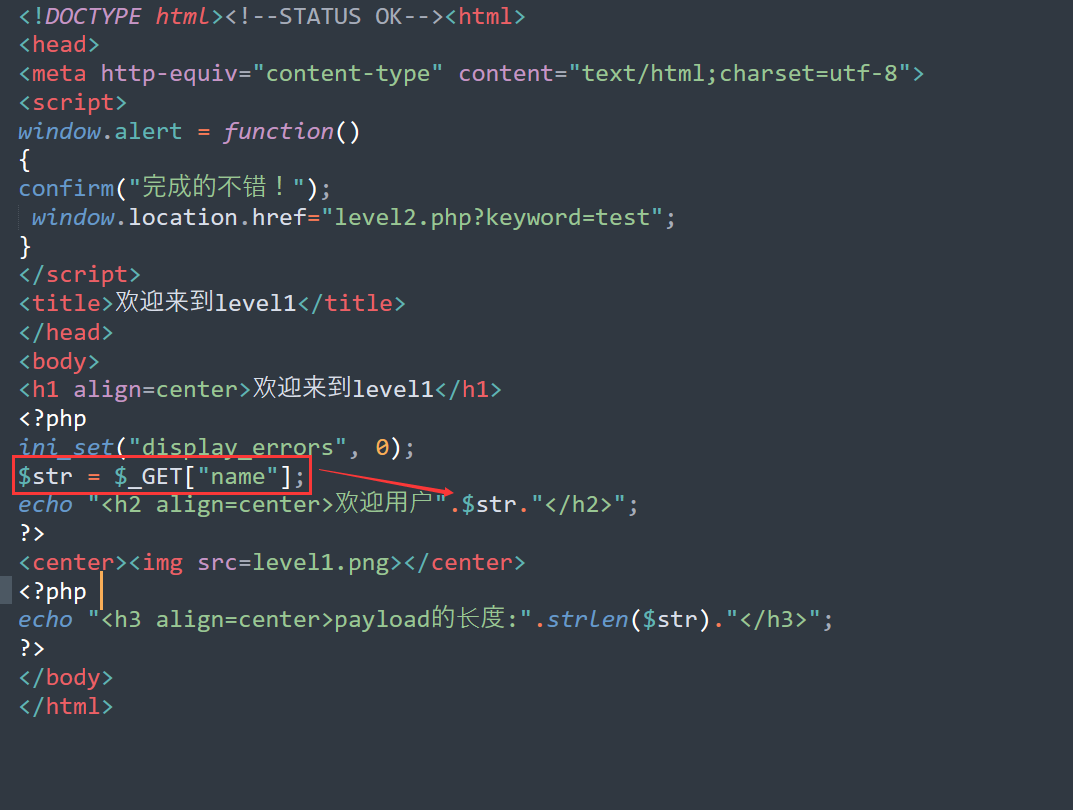 <!DOCTYPE html><!--STATUS OK--><html>
<head>
<meta http-equiv="content-type" content="text/html;charset=utf-8">
<script>
window.alert = function()
{
confirm("完成的不错！");
 window.location.href="level2.php?keyword=test";
}
</script>
<title>欢迎来到level1</title>
</head>
<body>
<h1 align=center>欢迎来到level1</h1>
<?php
ini_set("display_errors", 0);
$str = $_GET["name"];
echo "<h2 align=center>欢迎用户".$str."</h2>";
?>
<center><img src=level1.png></center>
<?php
echo "<h3 align=center>payload的长度:".strlen($str)."</h3>";
?>
</body>
</html>